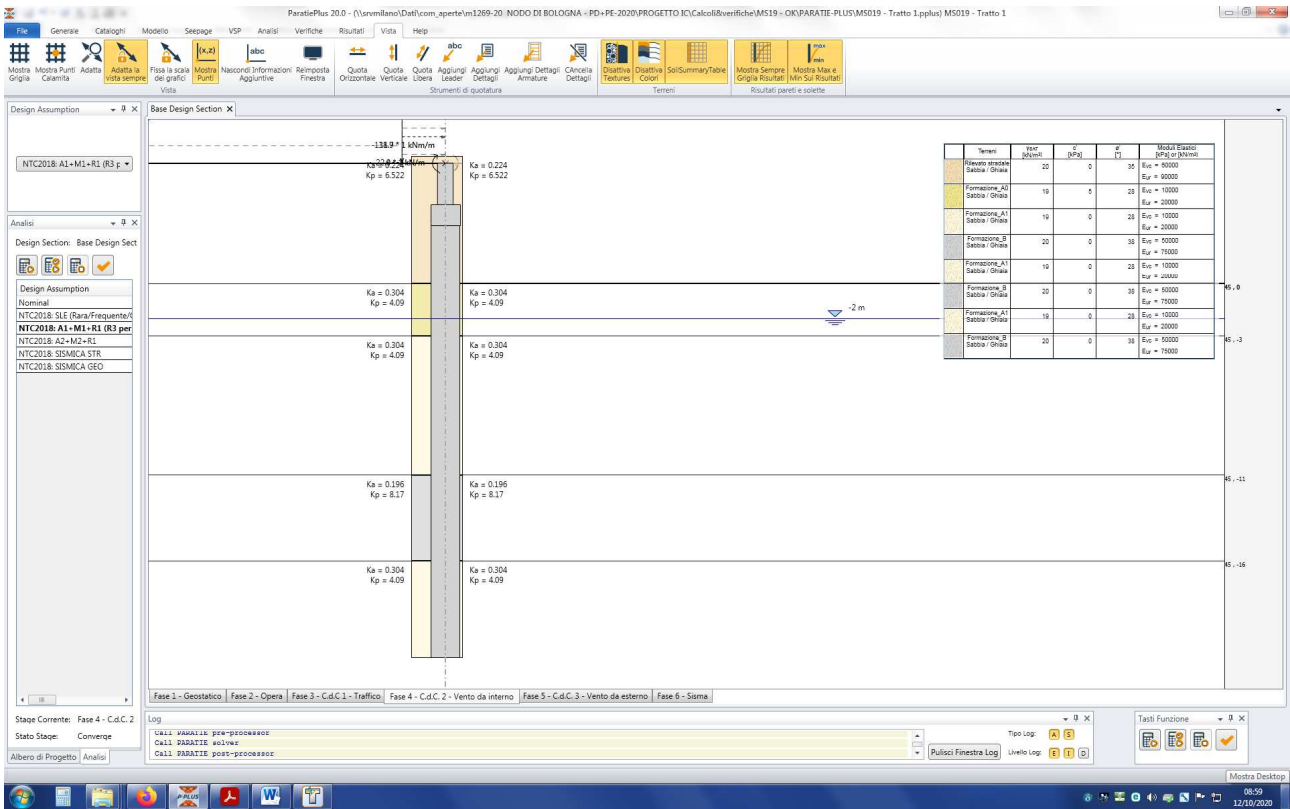 ParatiePlus 20.0 - (\\srvmilano\Dati\com_aperte\m1269-20 NODO DI BOLOGNA - PD+PE-2020\PROGETTO IC\Calcoli&verifiche\MS19 - OK\PARATIE-PLUS\MS019 - Tratto 1.pplus) MS019 - Tratto 1
File Generale Cataloghi Modello Seepage VSP Analisi Verifiche Risultati Vista Help
Mostra Griglia
Mostra Punti Calamita
Adatta
Adatta la vista sempre
Fissa la scala dei grafici
(x,z)
Mostra Punti
abc
Nascondi Informazioni Aggiuntive
Reimposta Finestra
Vista
Quota Orizzontale
Quota Verticale
Quota Libera
abc
Aggiungi Leader
Aggiungi Dettagli
Aggiungi Dettagli Armature
CAncella Dettagli
Strumenti di quotatura
Disattiva Textures
Disattiva Colori
SoilSummaryTable
Terreni
Mostra Sempre Griglia Risultati
max
min
Mostra Max e Min Sui Risultati
Risultati pareti e solette
Design Assumption
NTC2018: A1+M1+R1 (R3 p
Analisi
Design Section: Base Design Sect
Design Assumption
Nominal
NTC2018: SLE (Rara/Frequente/
NTC2018: A1+M1+R1 (R3 per
NTC2018: A2+M2+R1
NTC2018: SISMICA STR
NTC2018: SISMICA GEO
Stage Corrente: Fase 4 - C.d.C. 2
Stato Stage: Converge
Albero di Progetto Analisi
Base Design Section
kNm/m
Ka = 0.224
Kp = 6.522
Ka = 0.224
Kp = 6.522
Ka = 0.304
Kp = 4.09
Ka = 0.304
Kp = 4.09
-2 m
Ka = 0.304
Kp = 4.09
Ka = 0.304
Kp = 4.09
Ka = 0.196
Kp = 8.17
Ka = 0.196
Kp = 8.17
Ka = 0.304
Kp = 4.09
Ka = 0.304
Kp = 4.09
45, 0
45, -3
45, -11
45, -16
Terreni γSAT [kN/m³] c' [kPa] ø' [°] Moduli Elastici [kPa] or [kN/m³]
Rilevato stradale Sabbia / Ghiaia 20 0 35 Evc = 60000
Eur = 90000
Formazione_A0 Sabbia / Ghiaia 19 5 28 Evc = 10000
Eur = 20000
Formazione_A1 Sabbia / Ghiaia 19 0 28 Evc = 10000
Eur = 20000
Formazione_B Sabbia / Ghiaia 20 0 38 Evc = 50000
Eur = 75000
Formazione_A1 Sabbia / Ghiaia 19 0 28 Evc = 10000
Eur = 20000
Formazione_B Sabbia / Ghiaia 20 0 38 Evc = 50000
Eur = 75000
Formazione_A1 Sabbia / Ghiaia 19 0 28 Evc = 10000
Eur = 20000
Formazione_B Sabbia / Ghiaia 20 0 38 Evc = 50000
Eur = 75000
Fase 1 - Geostatico Fase 2 - Opera Fase 3 - C.d.C 1 - Traffico Fase 4 - C.d.C. 2 - Vento da interno Fase 5 - C.d.C. 3 - Vento da esterno Fase 6 - Sisma
Log
Call PARATIE pre-processor
Call PARATIE solver
Call PARATIE post-processor
Pulisci Finestra Log
Tipo Log: A S
Livello Log: E I D
Tasti Funzione
Mostra Desktop
P-PLUS
08:59
12/10/2020